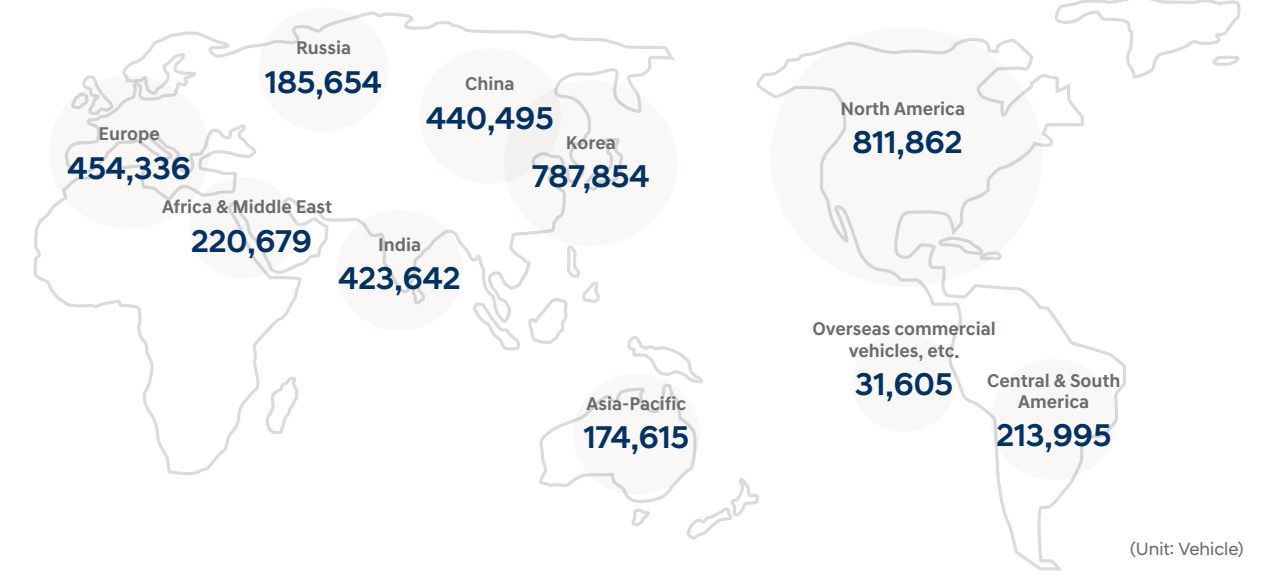 Russia
185,654
China
440,495
Korea
787,854
Europe
454,336
Africa & Middle East
220,679
India
423,642
Asia-Pacific
174,615
North America
811,862
Overseas commercial
vehicles, etc.
31,605
Central & South
America
213,995
(Unit: Vehicle)